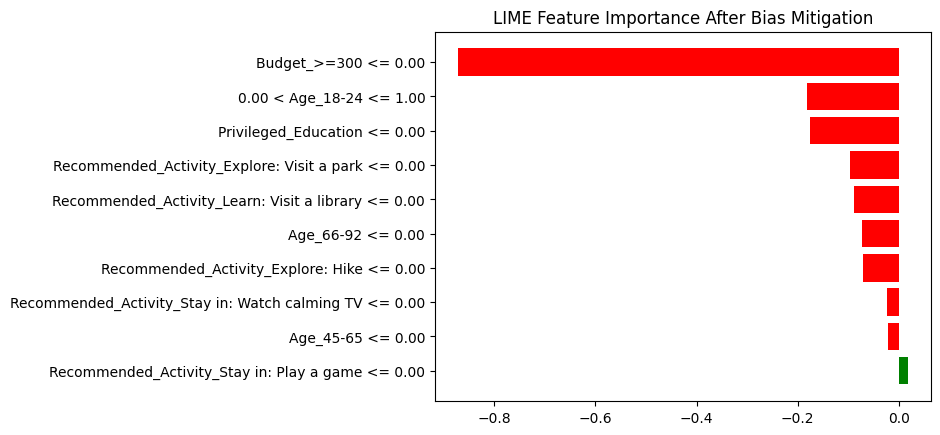 LIME Feature Importance After Bias Mitigation
Budget_>=300 <= 0.00
0.00 < Age_18-24 <= 1.00
Privileged_Education <= 0.00
Recommended_Activity_Explore: Visit a park <= 0.00
Recommended_Activity_Learn: Visit a library <= 0.00
Age_66-92 <= 0.00
Recommended_Activity_Explore: Hike <= 0.00
Recommended_Activity_Stay in: Watch calming TV <= 0.00
Age_45-65 <= 0.00
Recommended_Activity_Stay in: Play a game <= 0.00
−0.8 −0.6 −0.4 −0.2 0.0